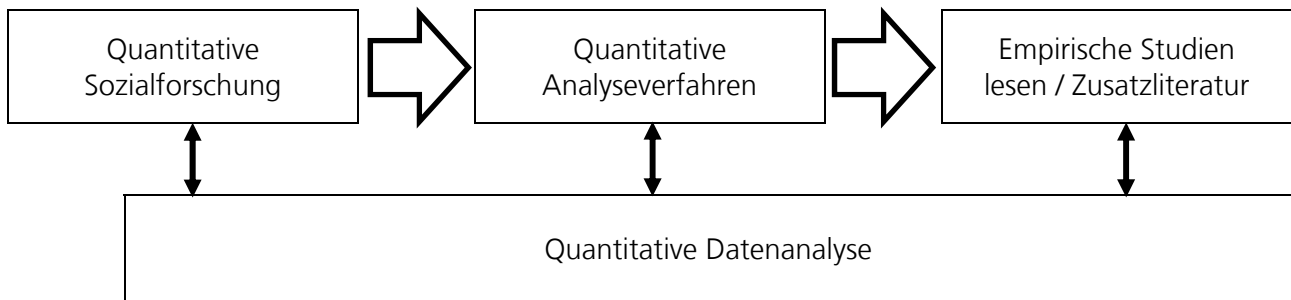 Quantitative
Sozialforschung
Quantitative
Analyseverfahren
Empirische Studien
lesen / Zusatzliteratur
Quantitative Datenanalyse